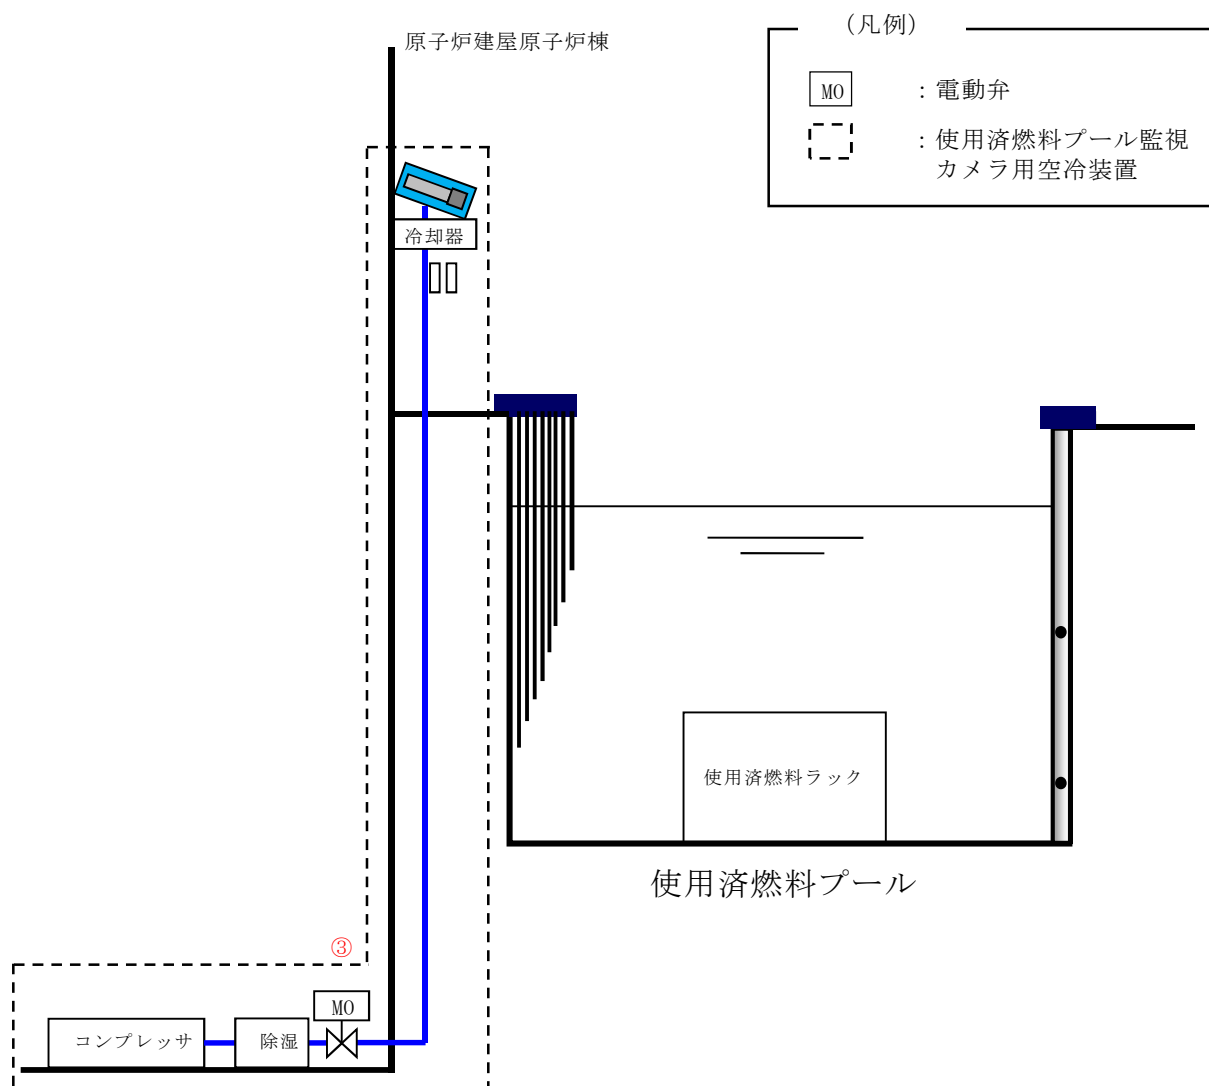 原子炉建屋原子炉棟
（凡例）
MO
：電動弁
：使用済燃料プール監視
カメラ用空冷装置
冷却器
使用済燃料ラック
使用済燃料プール
③
MO
コンプレッサ
除湿